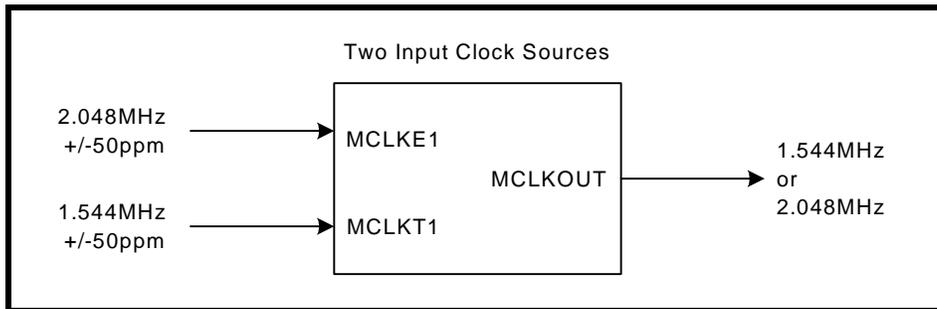 Two Input Clock Sources
2.048MHz
+/-50ppm
MCLKE1
MCLKOUT
1.544MHz
or
2.048MHz
1.544MHz
+/-50ppm
MCLKT1